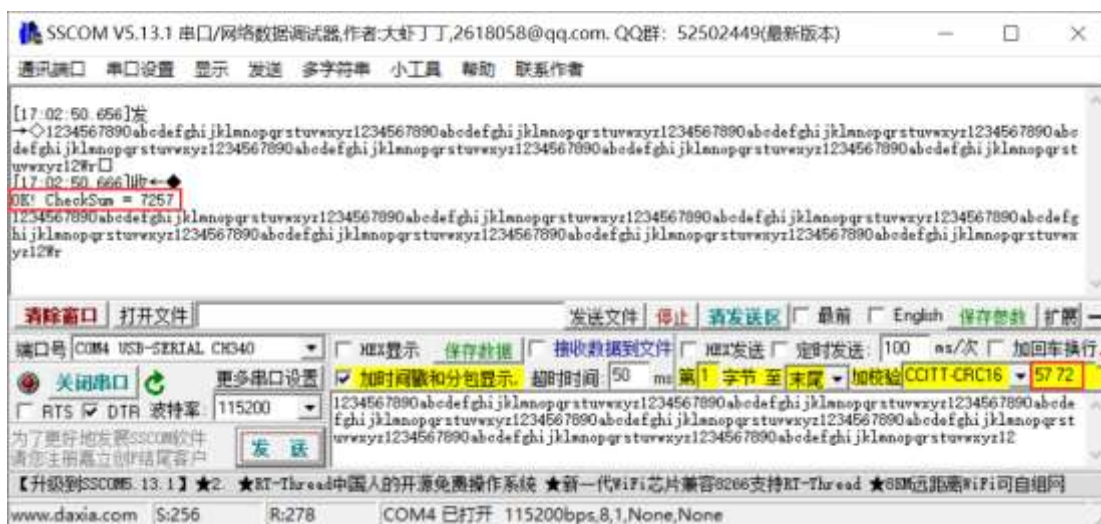 SSCOM V5.13.1 串口/网络数据调试器,作者:大虾丁丁,2618058@qq.com. QQ群: 52502449(最新版本)
通讯端口 串口设置 显示 发送 多字符串 小工具 帮助 联系作者
[17:02:50.656]发
→◇1234567890abcdefghijklmnopqrstuvwxyz1234567890abcdefghijklmnopqrstuvwxyz1234567890abcdefghijklmnopqrstuvwxyz1234567890abc
defghijklmnopqrstuvwxyz1234567890abcdefghijklmnopqrstuvwxyz1234567890abcdefghijklmnopqrstuvwxyz1234567890abcdefghijklmnopqrst
uvwxyz12Wr□
[17:02:50.666]收←◆
OK! CheckSum = 7257
1234567890abcdefghijklmnopqrstuvwxyz1234567890abcdefghijklmnopqrstuvwxyz1234567890abcdefghijklmnopqrstuvwxyz1234567890abcdefg
hijklmnopqrstuvwxyz1234567890abcdefghijklmnopqrstuvwxyz1234567890abcdefghijklmnopqrstuvwxyz1234567890abcdefghijklmnopqrstuvwx
yz12Wr
清除窗口 打开文件 发送文件 停止 清发送区 最前 English 保存参数 扩展 —
端口号 COM4 USB-SERIAL CH340 HEX显示 保存数据 接收数据到文件 HEX发送 定时发送: 100 ms/次 加回车换行
关闭串口 更多串口设置 加时间戳和分包显示. 超时时间: 50 ms 第 1 字节 至 末尾 加校验 CCITT-CRC16 57 72
RTS DTR 波特率: 115200
1234567890abcdefghijklmnopqrstuvwxyz1234567890abcdefghijklmnopqrstuvwxyz1234567890abcdefghijklmnopqrstuvwxyz1234567890abcde
fghijklmnopqrstuvwxyz1234567890abcdefghijklmnopqrstuvwxyz1234567890abcdefghijklmnopqrstuvwxyz1234567890abcdefghijklmnopqrst
uvwxyz1234567890abcdefghijklmnopqrstuvwxyz1234567890abcdefghijklmnopqrstuvwxyz12
为了更好地发展SSCOM软件
请您注册嘉立创F结尾客户
发 送
【升级到SSCOM5.13.1】★2. ★RT-Thread中国人的开源免费操作系统 ★新一代WiFi芯片兼容8266支持RT-Thread ★8KM远距离WiFi可自组网
www.daxia.com S:256 R:278 COM4 已打开 115200bps,8,1,None,None